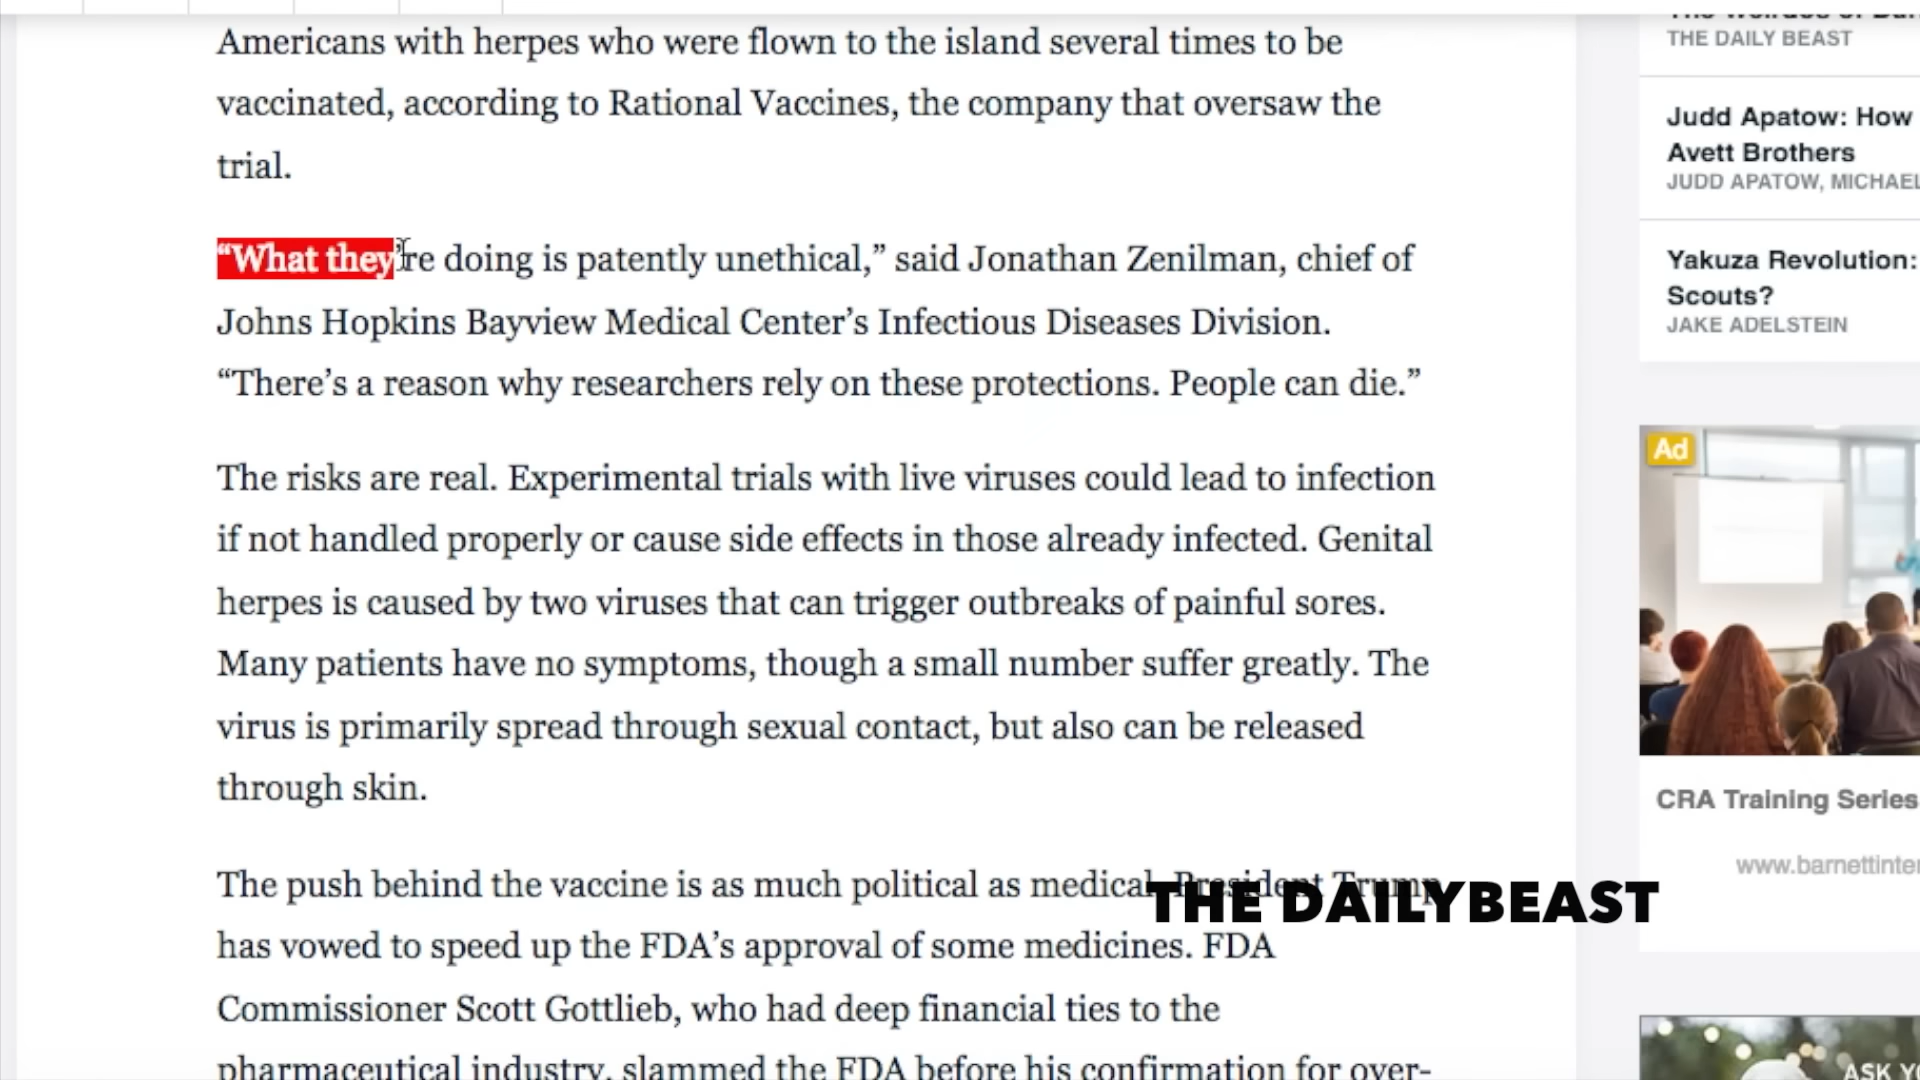 Americans with herpes who were flown to the island several times to be
vaccinated, according to Rational Vaccines, the company that oversaw the
trial.
“What they’re doing is patently unethical,” said Jonathan Zenilman, chief of
Johns Hopkins Bayview Medical Center’s Infectious Diseases Division.
“There’s a reason why researchers rely on these protections. People can die.”
The risks are real. Experimental trials with live viruses could lead to infection
if not handled properly or cause side effects in those already infected. Genital
herpes is caused by two viruses that can trigger outbreaks of painful sores.
Many patients have no symptoms, though a small number suffer greatly. The
virus is primarily spread through sexual contact, but also can be released
through skin.
The push behind the vaccine is as much political as medical. President Trump
has vowed to speed up the FDA’s approval of some medicines. FDA
Commissioner Scott Gottlieb, who had deep financial ties to the
pharmaceutical industry, slammed the FDA before his confirmation for over-
THE DAILYBEAST
THE DAILY BEAST
Judd Apatow: How
Avett Brothers
JUDD APATOW, MICHAEL
Yakuza Revolution:
Scouts?
JAKE ADELSTEIN
Ad
CRA Training Series
www.barnettinter
ASK YO